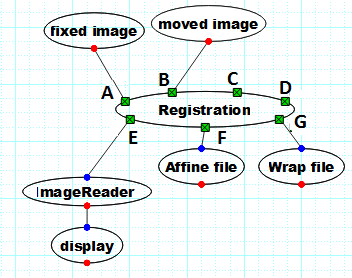 fixed image
moved image
A
B
C
D
Registration
E
F
G
ImageReader
Affine file
Wrap file
display